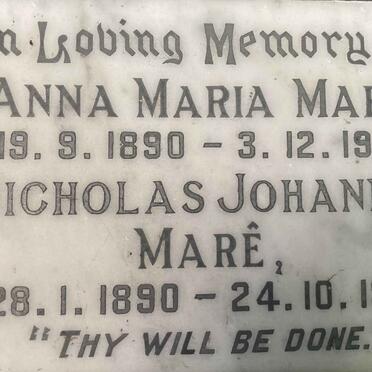 n Loving Memory
ANNA MARIA MA
19. 9. 1890 – 3. 12. 19
ICHOLAS JOHAN
MARÊ,
28. 1. 1890 – 24. 10. 1
"THY WILL BE DONE.